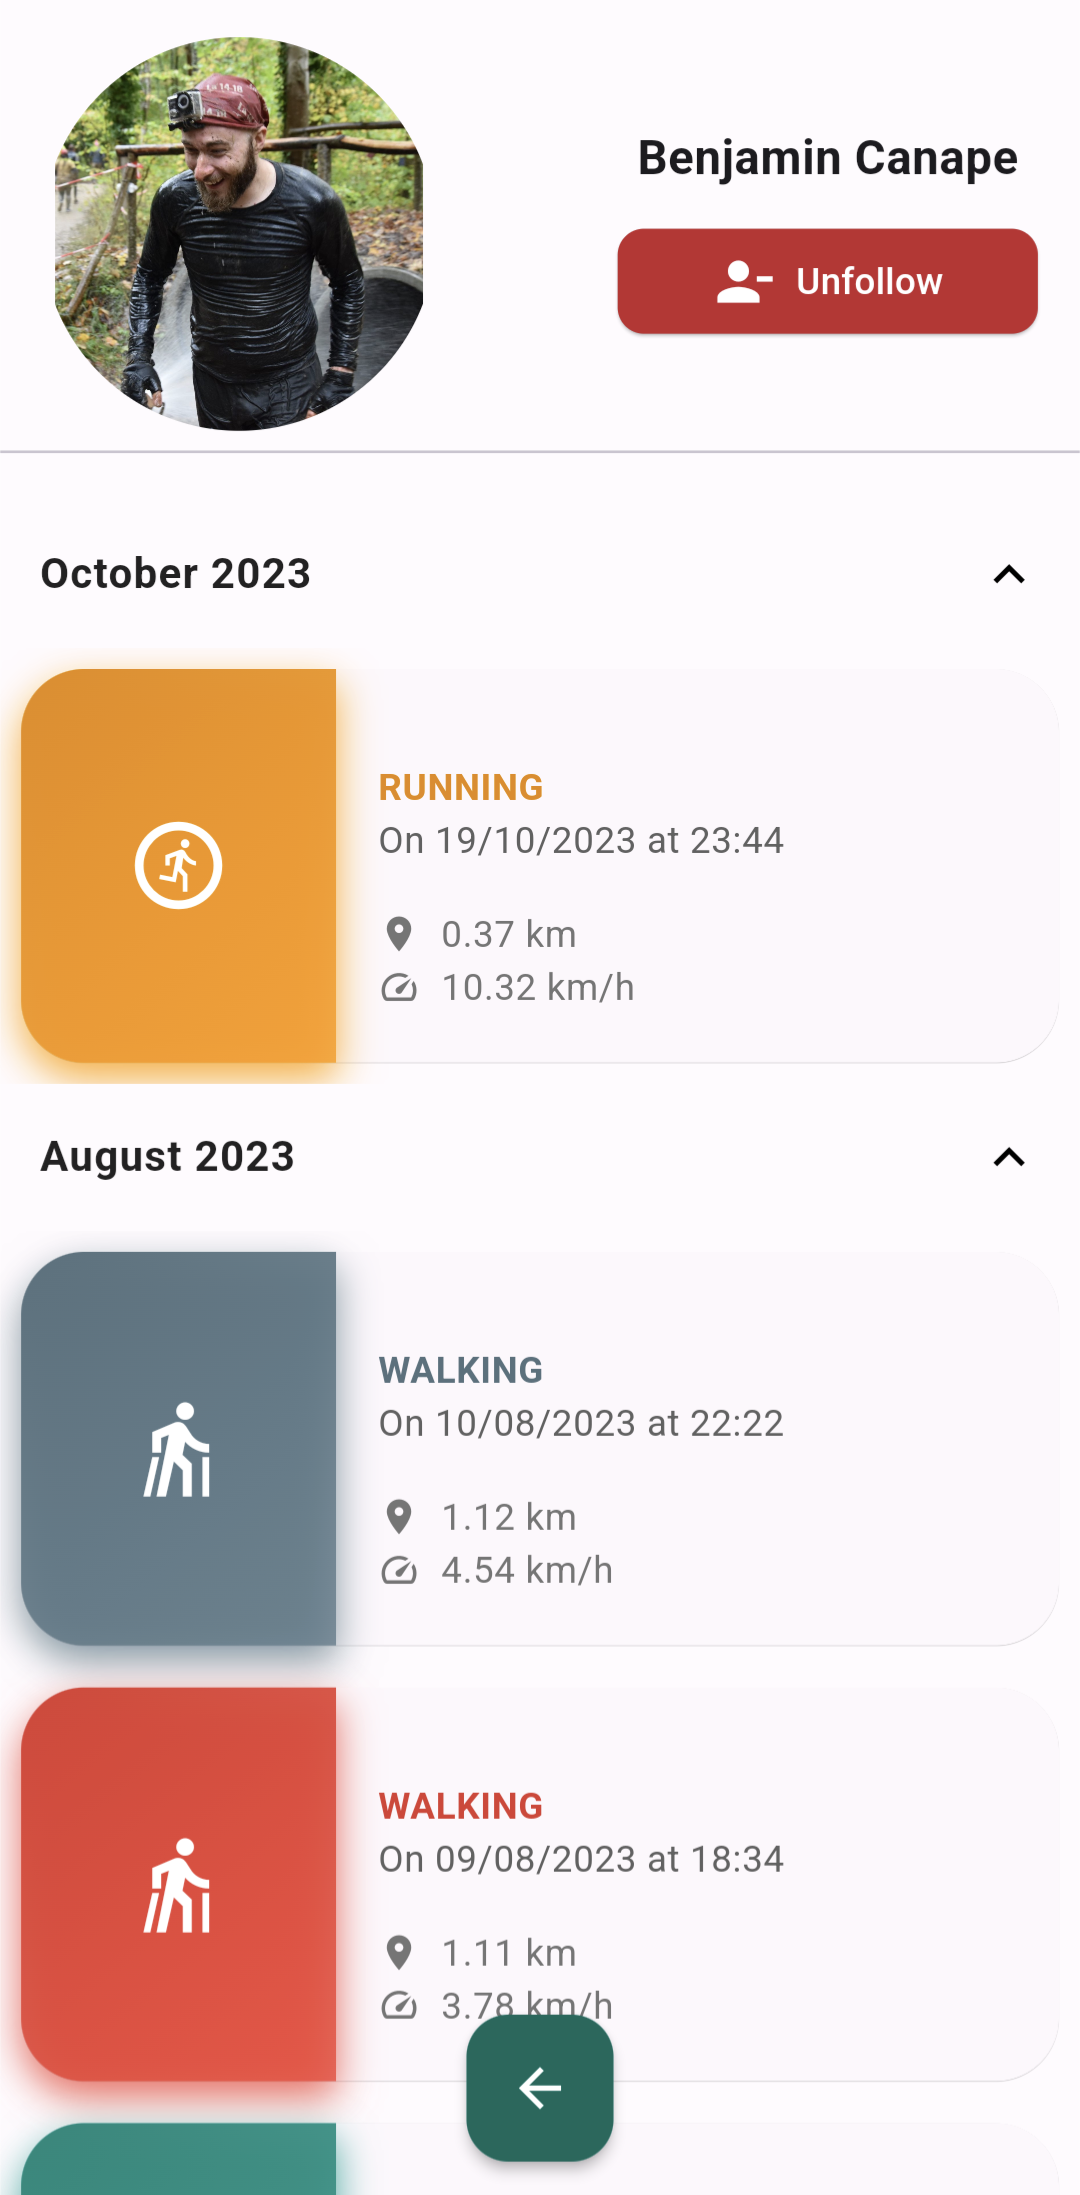 Benjamin Canape
Unfollow
October 2023
RUNNING
On 19/10/2023 at 23:44
0.37 km
10.32 km/h
August 2023
WALKING
On 10/08/2023 at 22:22
1.12 km
4.54 km/h
WALKING
On 09/08/2023 at 18:34
1.11 km
3.78 km/h